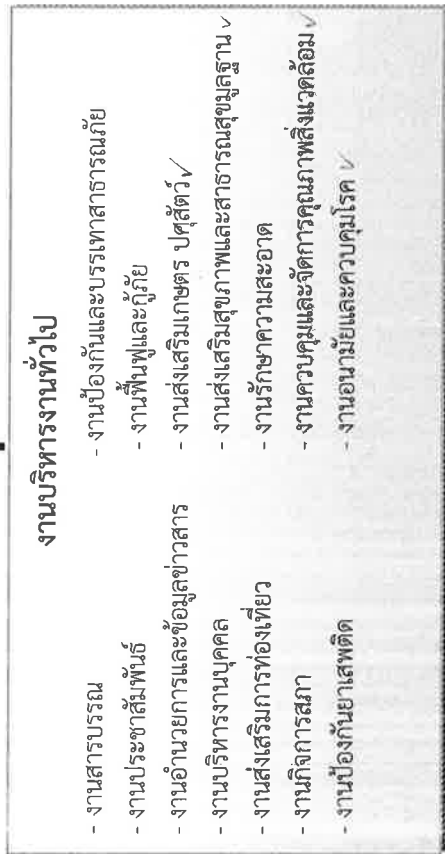 งานบริหารงานทั่วไป
- งานสารบรรณ
- งานประชาสัมพันธ์
- งานอำนวยการและข้อมูลข่าวสาร
- งานบริหารงานบุคคล
- งานส่งเสริมการท่องเที่ยว
- งานกิจการสภา
- งานป้องกันยาเสพติด
- งานป้องกันและบรรเทาสาธารณภัย
- งานฟื้นฟูและกู้ภัย
- งานส่งเสริมเกษตร ปศุสัตว์ ✓
- งานส่งเสริมสุขภาพและสาธารณสุขมูลฐาน ✓
- งานรักษาความสะอาด
- งานควบคุมและจัดการคุณภาพสิ่งแวดล้อม ✓
- งานอนามัยและควบคุมโรค ✓